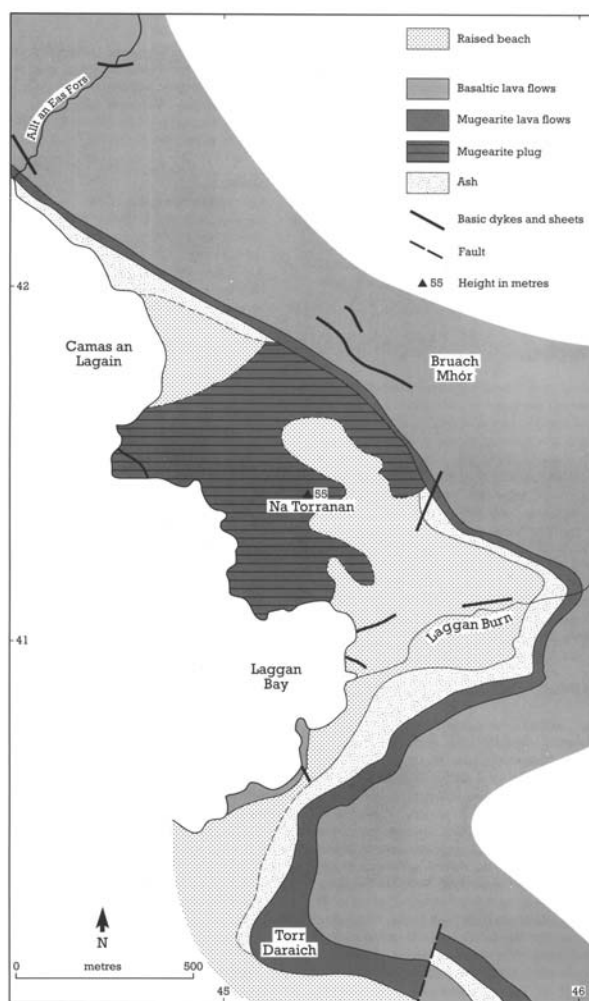 Raised beach
Basaltic lava flows
Mugearite lava flows
Mugearite plug
Ash
Basic dykes and sheets
Fault
▲ 55 Height in metres
Allt an Eas Fors
42
Camas an
Lagain
Bruach
Mhór
▲ 55
Na Torranan
41
Laggan Burn
Laggan
Bay
N
0 metres 500
Torr
Daraich
45
46